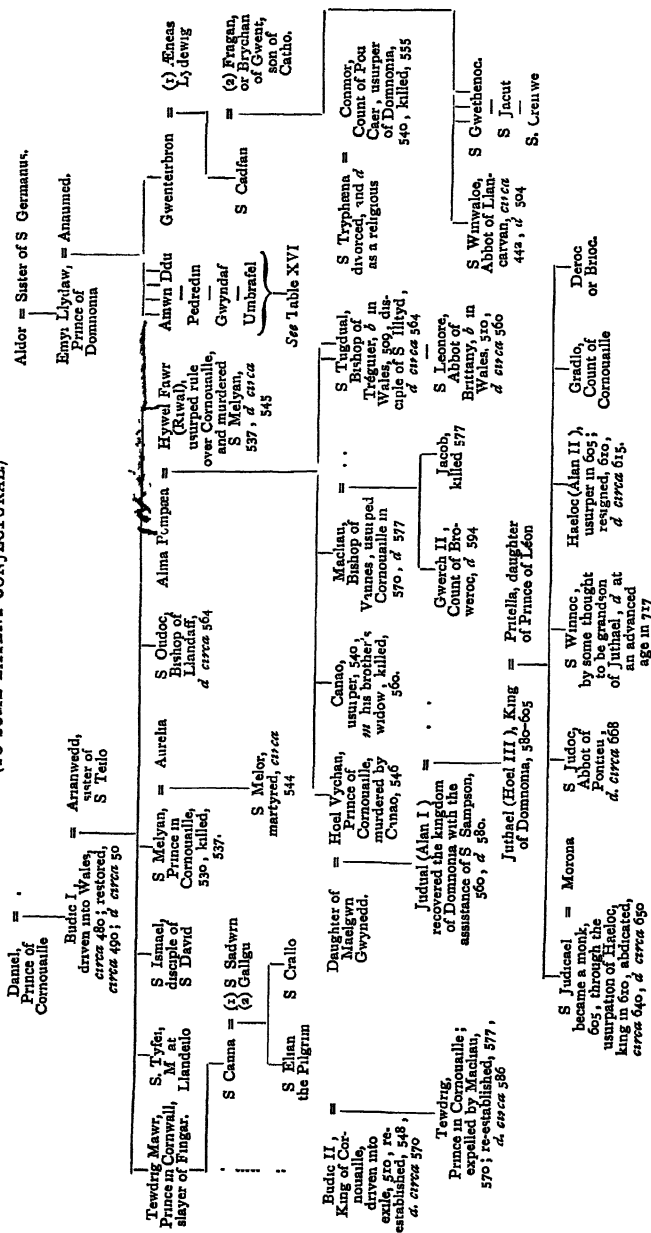 (TO SOME EXTENT CONJECTURAL)
Aldor = Sister of S Germanus.
Emyr Llydaw, = Anaumed.
Prince of
Domnonia
Daniel, =
Prince of
Cornouaille
Budic I, = Arianwedd,
driven into Wales, sister of
circa 480; restored, S Teilo
circa 490; d circa 50
Tewdrig Mawr,
Prince in Cornwall,
slayer of Fingar.
S. Tyfei,
M at
Llandeilo
S Ismael,
disciple of
S David
S Melyan, = Aurelia
Prince in
Cornouaille,
530, killed,
537.
S Oudoc,
Bishop of
Llandaff,
d circa 564
Alma Pompæa =
Hywel Fawr
(Riwal),
usurped rule
over Cornouaille,
and murdered
S Melyan,
537, d circa
545
Amwn Ddu
Pedredin
Gwyndaf
Umbrafel
See Table XVI
Gwenteirbron = (1) Æneas
Lydewig
= (2) Fragan,
or Brychan
of Gwent,
son of
Catho.
S Cadfan
S Canna = (1) S Sadwrn
(2) Gallgu
S Elian
the Pilgrim
S Crallo
S Melor,
martyred, circa
544
Budic II, =
King of Cor-
nouaille,
driven into
exile, 510, re-
established, 548,
d. circa 570
Daughter of = Hoel Vychan,
Maelgwn Prince of
Gwynedd. Cornouaille,
murdered by
Canao, 546
Canao,
usurper, 540,
m his brother's
widow, killed,
560.
Macliau, = . .
Bishop of
Vannes, usurped
Cornouaille in
570, d 577
S Tugdual,
Bishop of
Tréguier, b in
Wales, 509, dis-
ciple of S Illtyd,
d circa 564
S Leonore,
Abbot of
Brittany, b in
Wales, 510,
d circa 560
S Tryphæna =
divorced, and d
as a religious
Conmor,
Count of Pou
Caer, usurper
of Domnonia,
540, killed, 555
S Winwaloe,
Abbot of Llan-
carvan, circa
442, d 504
S Gwethenoc.
S Jacut
S. Creuwe
Tewdrig,
Prince in Cornouaille;
expelled by Macliau,
570; re-established, 577,
d. circa 586
Judual (Alan I) = . . .
recovered the kingdom
of Domnonia with the
assistance of S Sampson,
560, d 580.
Gwerch II,
Count of Bro-
weroc, d 594
Jacob,
killed 577
Juthael (Hoel III), King = Pritella, daughter
of Domnonia, 580-605 of Prince of Léon
S Judicael = Morona
became a monk,
605, through the
usurpation of Haeloc,
king in 610, abdicated,
circa 640, d circa 650
S Judoc,
Abbot of
Pontieu,
d. circa 668
S Winnoc,
by some thought
to be grandson
of Juthael, d at
an advanced
age in 717
Haeloc (Alan II),
usurper in 605;
resigned, 610,
d circa 615.
Gradlo,
Count of
Cornouaille
Deroc
or Brioc.